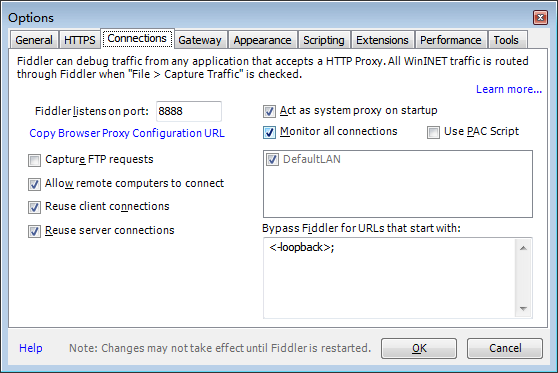 Options
General HTTPS Connections Gateway Appearance Scripting Extensions Performance Tools
Fiddler can debug traffic from any application that accepts a HTTP Proxy. All WinINET traffic is routed
through Fiddler when "File > Capture Traffic" is checked.
Learn more...
Fiddler listens on port: 8888
Copy Browser Proxy Configuration URL
Capture FTP requests
Allow remote computers to connect
Reuse client connections
Reuse server connections
Act as system proxy on startup
Monitor all connections Use PAC Script
DefaultLAN
Bypass Fiddler for URLs that start with:
<-loopback>;
Help Note: Changes may not take effect until Fiddler is restarted. OK Cancel